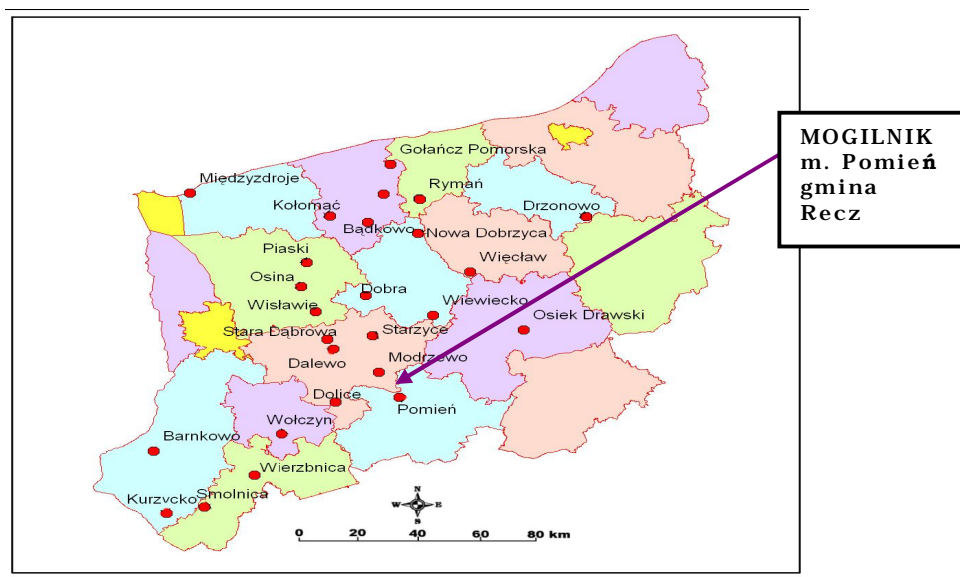 MOGILNIK
m. Pomień
gmina
Recz
Gołańcz Pomorska
Międzyzdroje
Rymań
Kołomąć
Drzonowo
Bądkowo
Nowa Dobrzyca
Piaski
Więcław
Osina
Dobra
Wisławie
Wiewiecko
Osiek Drawski
Stara Dąbrowa
Starzyce
Dalewo
Modrzewo
Dolice
Pomień
Wołczyn
Barnkowo
Wierzbnica
Kurzycko
Smolnica
N
W
E
S
0 20 40 60 80 km